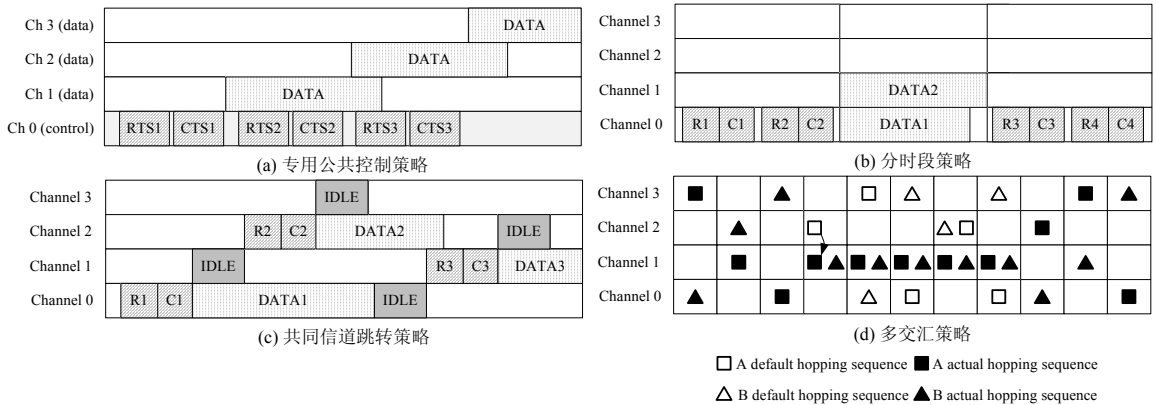 Ch 3 (data)
DATA
Ch 2 (data)
DATA
Ch 1 (data)
DATA
Ch 0 (control)
RTS1 CTS1 RTS2 CTS2 RTS3 CTS3
(a) 专用公共控制策略
Channel 3
Channel 2
Channel 1
DATA2
Channel 0
R1 C1 R2 C2 DATA1 R3 C3 R4 C4
(b) 分时段策略
Channel 3
IDLE
Channel 2
R2 C2 DATA2 IDLE
Channel 1
IDLE R3 C3 DATA3
Channel 0
R1 C1 DATA1 IDLE
(c) 共同信道跳转策略
Channel 3
Channel 2
Channel 1
Channel 0
(d) 多交汇策略
A default hopping sequence A actual hopping sequence
B default hopping sequence B actual hopping sequence